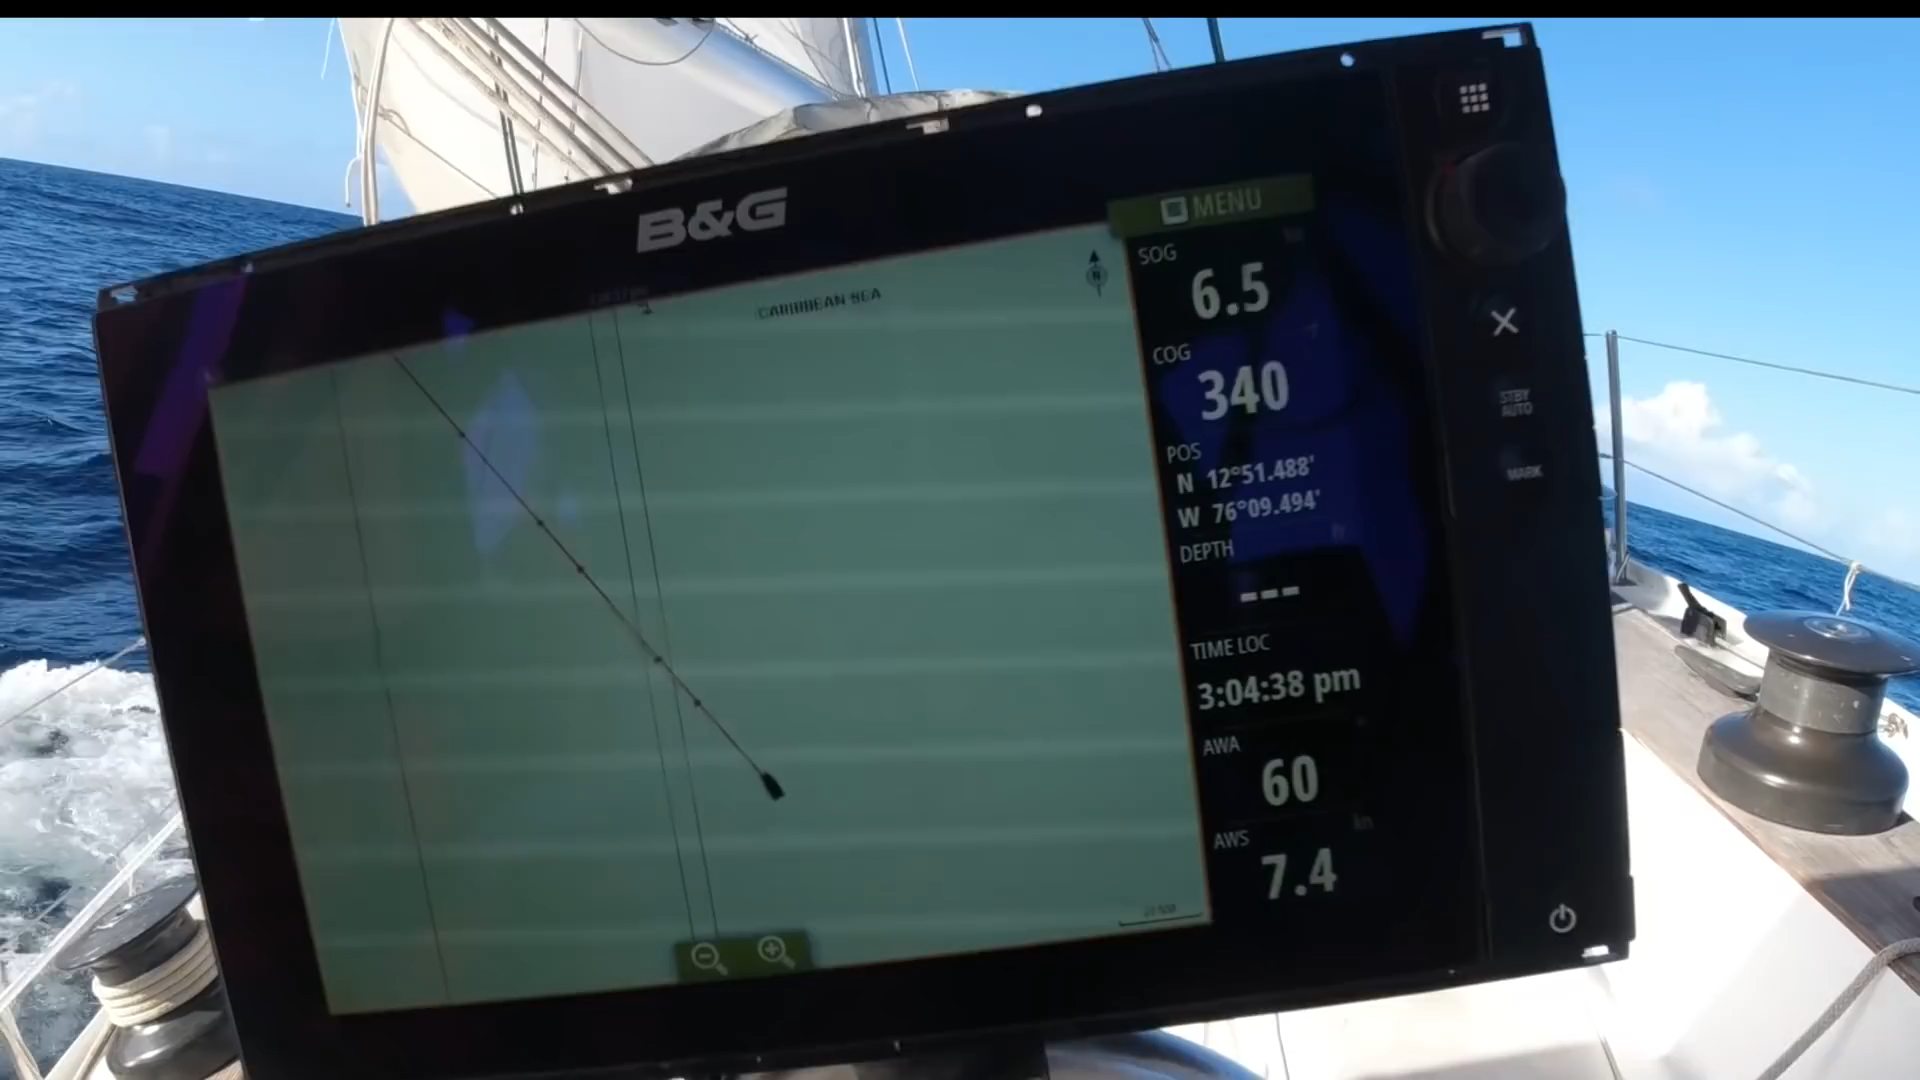 B&G
MENU
CARIBBEAN SEA
N
SOG
6.5
COG
340
POS
N 12°51.488'
W 76°09.494'
DEPTH
---
TIME LOC
3:04:38 pm
AWA
60
AWS
kn
7.4
STBY
AUTO
MARK